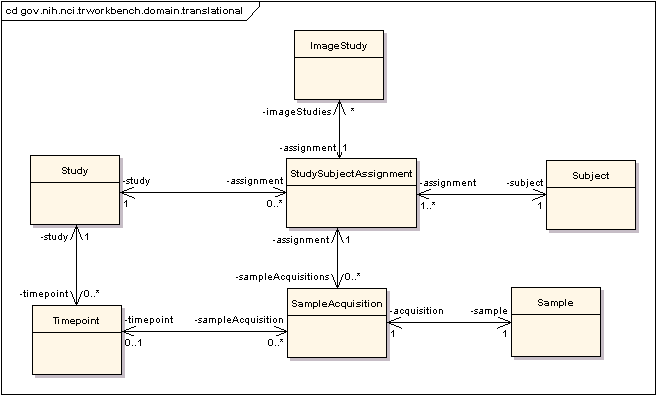 cd gov.nih.nci.trworkbench.domain.translational
ImageStudy
-imageStudies
*
-assignment
1
Study
StudySubjectAssignment
Subject
-study
-assignment
1
0..*
-assignment
-subject
1..*
1
-study
1
-assignment
1
-timepoint
0..*
-sampleAcquisitions
0..*
Timepoint
SampleAcquisition
Sample
-timepoint
-sampleAcquisition
0..1
0..*
-acquisition
-sample
1
1